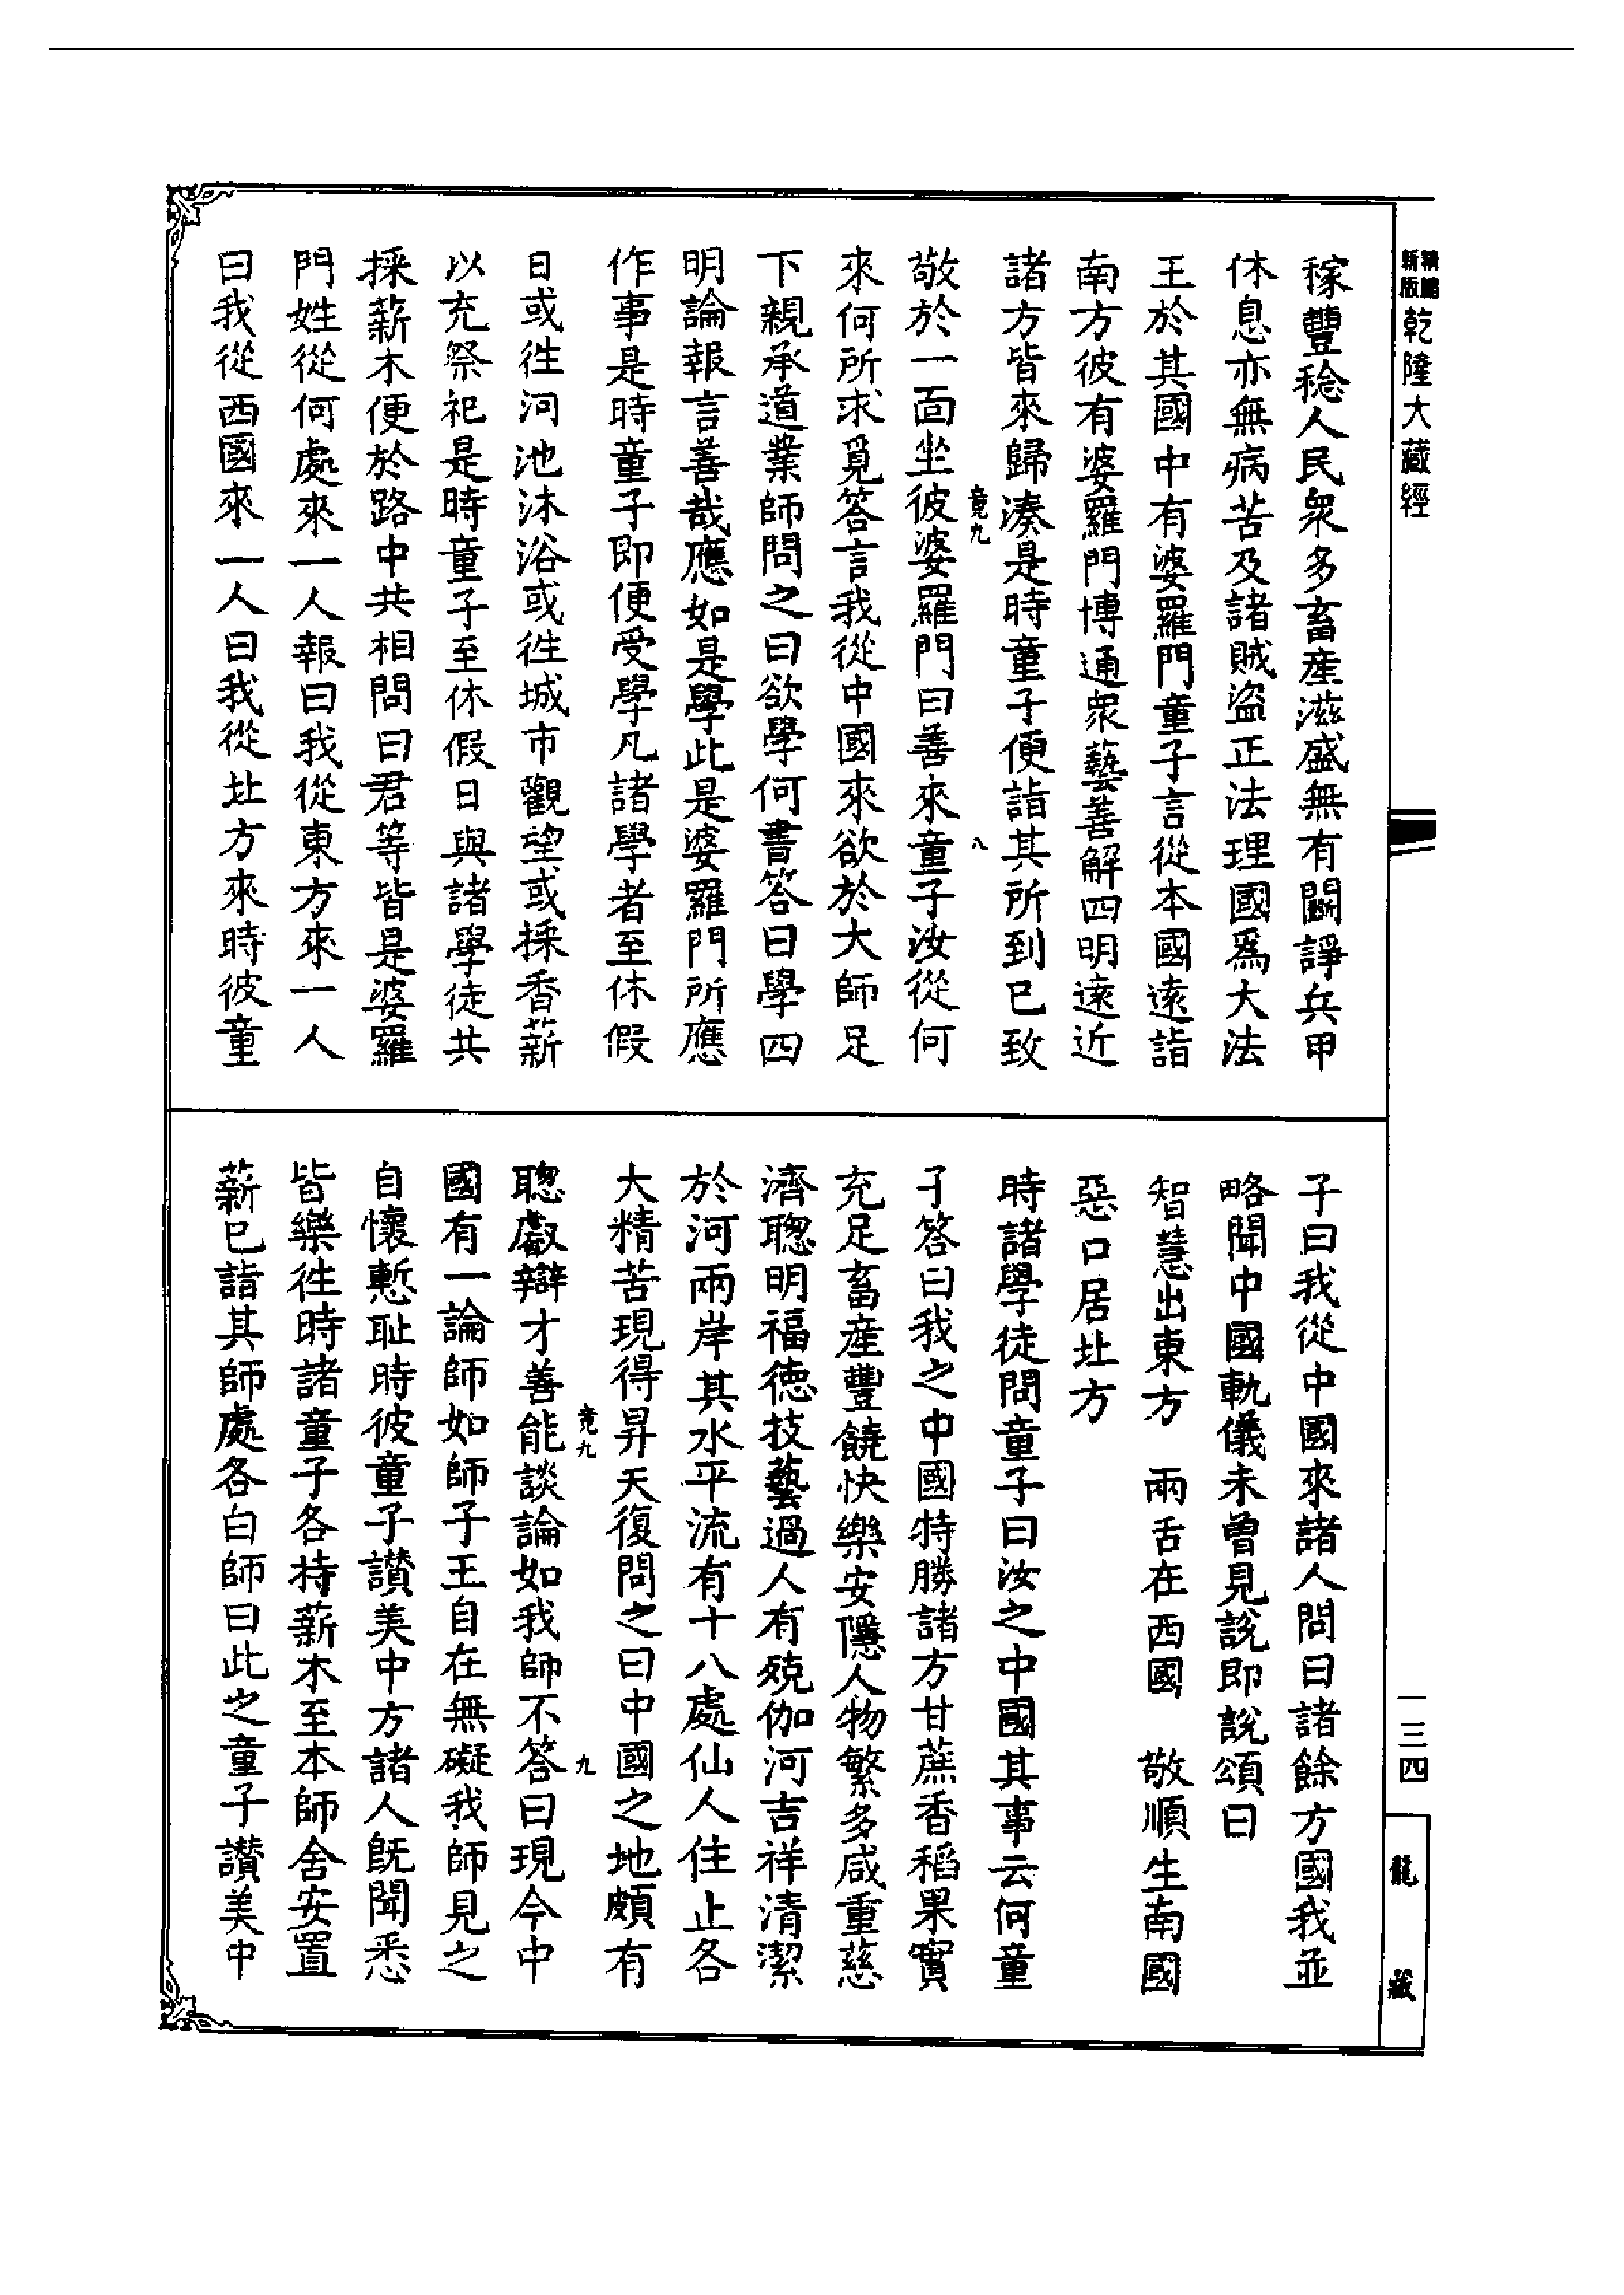 精縮
新版
乾隆大藏經
稼豐稔人民衆多畜產滋盛無有鬬諍兵甲
休息亦無病苦及諸賊盜正法理國爲大法
王於其國中有婆羅門童子言從本國遠詣
南方彼有婆羅門博通衆藝善解四明遠近
諸方皆來歸湊是時童子便詣其所到已致
竟九
八
敬於一面坐彼婆羅門曰善來童子汝從何
來何所求覓答言我從中國來欲於大師足
下親承道業師問之曰欲學何書答曰學四
明論報言善哉應如是學此是婆羅門所應
作事是時童子即便受學凡諸學者至休假
日或往河池沐浴或往城市觀望或採香薪
以充祭祀是時童子至休假日與諸學徒共
採薪木便於路中共相問曰君等皆是婆羅
門姓從何處來一人報曰我從東方來一人
曰我從西國來一人曰我從北方來時彼童
子曰我從中國來諸人問曰諸餘方國我並
略聞中國軌儀未曾見說即說頌曰
智慧出東方　兩舌在西國　敬順生南國
惡口居北方
時諸學徒問童子曰汝之中國其事云何童
子答曰我之中國特勝諸方甘蔗香稻果實
充足畜產豐饒快樂安隱人物繁多咸重慈
濟聰明福德技藝過人有殑伽河吉祥清潔
於河兩岸其水平流有十八處仙人住止各
大精苦現得昇天復問之曰中國之地頗有
竟九
九
聰叡辯才善能談論如我師不答曰現今中
國有一論師如師子王自在無礙我師見之
自懷慙耻時彼童子讚美中方諸人既聞悉
皆樂往時諸童子各持薪木至本師舍安置
薪已詣其師處各白師曰此之童子讚美中
一三四
龍藏